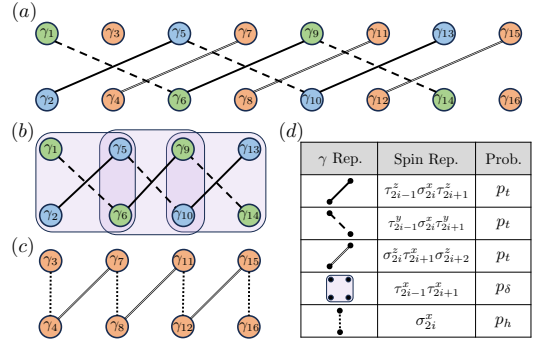 (a)
γ1 γ3 γ5 γ7 γ9 γ11 γ13 γ15
γ2 γ4 γ6 γ8 γ10 γ12 γ14 γ16
(b)
γ1 γ5 γ9 γ13
γ2 γ6 γ10 γ14
(c)
γ3 γ7 γ11 γ15
γ4 γ8 γ12 γ16
(d)
γ Rep. Spin Rep. Prob.
τ^z_{2i−1}σ^x_{2i}τ^z_{2i+1} p_t
τ^y_{2i−1}σ^x_{2i}τ^y_{2i+1} p_t
σ^z_{2i}τ^x_{2i+1}σ^z_{2i+2} p_t
τ^x_{2i−1}τ^x_{2i+1} p_δ
σ^x_{2i} p_h